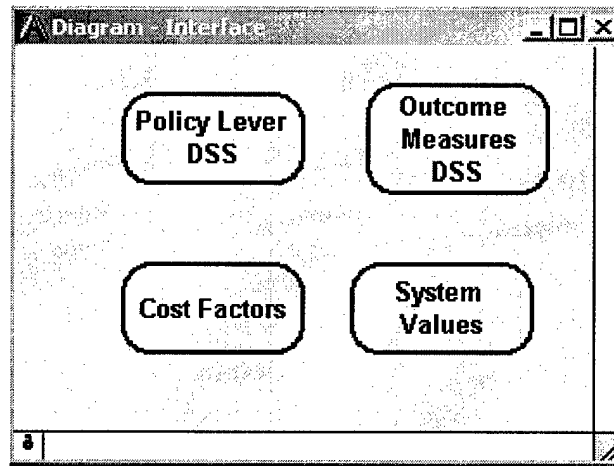 Diagram - Interface
Policy Lever
DSS
Outcome
Measures
DSS
Cost Factors
System
Values